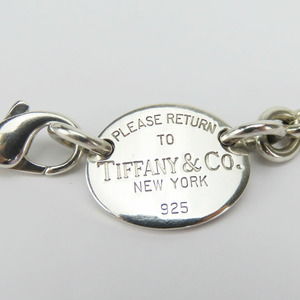 PLEASE RETURN
TO
TIFFANY & CO.
NEW YORK
925